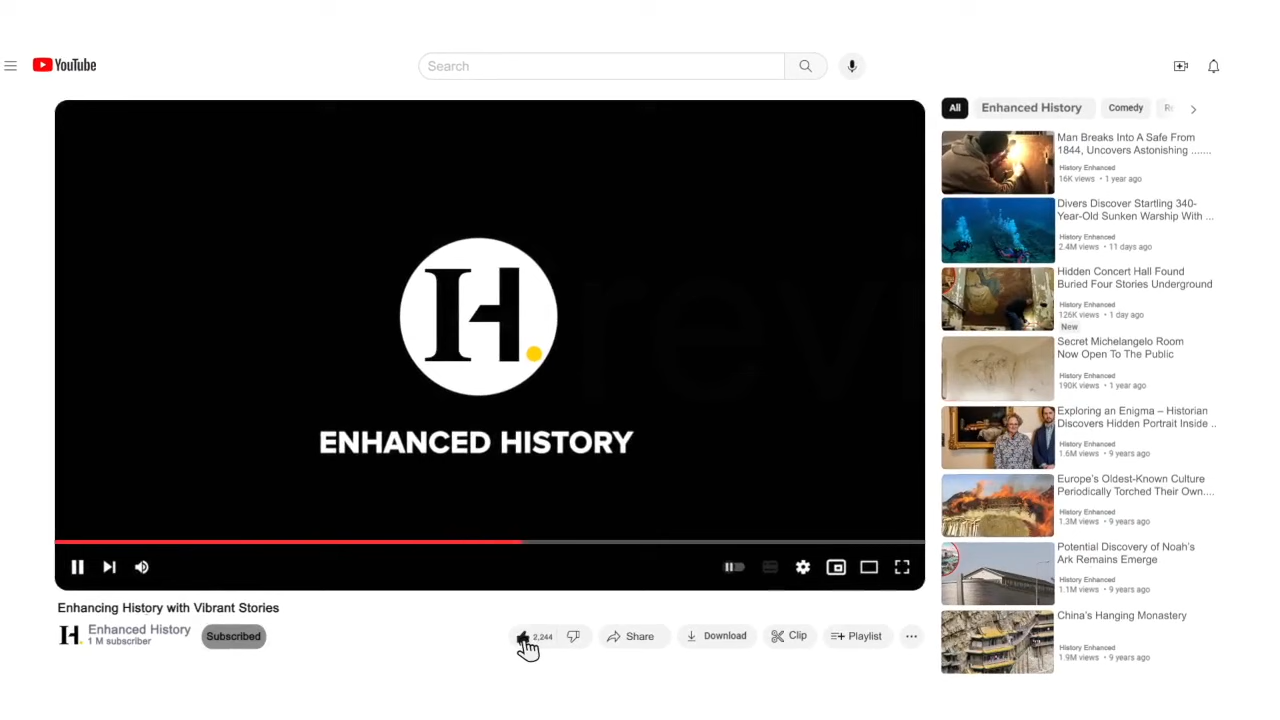 YouTube
Search
All
Enhanced History
Comedy
H.
ENHANCED HISTORY
Enhancing History with Vibrant Stories
H.
Enhanced History
1 M subscriber
Subscribed
2,244
Share
Download
Clip
Playlist
Man Breaks Into A Safe From
1844, Uncovers Astonishing .......
History Enhanced
16K views • 1 year ago
Divers Discover Startling 340-
Year-Old Sunken Warship With ...
History Enhanced
2.4M views • 11 days ago
Hidden Concert Hall Found
Buried Four Stories Underground
History Enhanced
126K views • 1 day ago
New
Secret Michelangelo Room
Now Open To The Public
History Enhanced
190K views • 1 year ago
Exploring an Enigma – Historian
Discovers Hidden Portrait Inside ..
History Enhanced
1.6M views • 9 years ago
Europe's Oldest-Known Culture
Periodically Torched Their Own....
History Enhanced
1.3M views • 9 years ago
Potential Discovery of Noah's
Ark Remains Emerge
History Enhanced
1.1M views • 9 years ago
China's Hanging Monastery
History Enhanced
1.9M views • 9 years ago